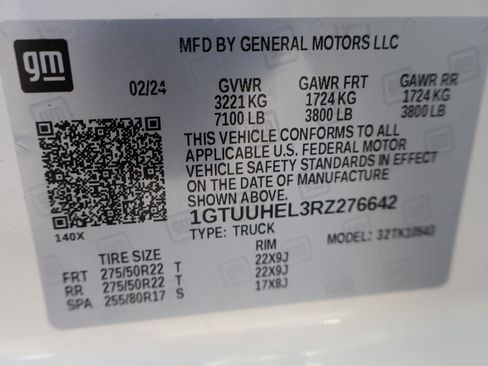 gm
MFD BY GENERAL MOTORS LLC
02/24 GVWR GAWR FRT GAWR RR
3221 KG 1724 KG 1724 KG
7100 LB 3800 LB 3800 LB
THIS VEHICLE CONFORMS TO ALL
APPLICABLE U.S. FEDERAL MOTOR
VEHICLE SAFETY STANDARDS IN EFFECT
ON THE DATE OF MANUFACTURE
SHOWN ABOVE.
1GTUUHEL3RZ276642
140X TYPE: TRUCK MODEL:
TIRE SIZE RIM
FRT 275/50R22 T 22X9J
RR 275/50R22 T 22X9J
SPA 255/80R17 S 17X8J